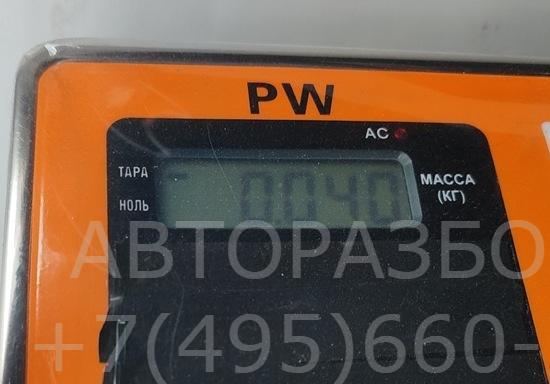 PW
AC
ТАРА
НОЛЬ
0.040
МАССА
(КГ)
АВТОРАЗБО
+7(495)660-